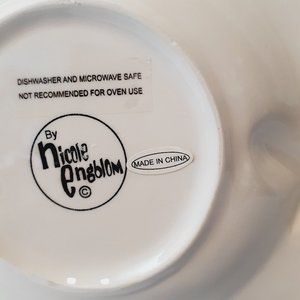 DISHWASHER AND MICROWAVE SAFE
NOT RECOMMENDED FOR OVEN USE
By
nicole
engblom
©
MADE IN CHINA